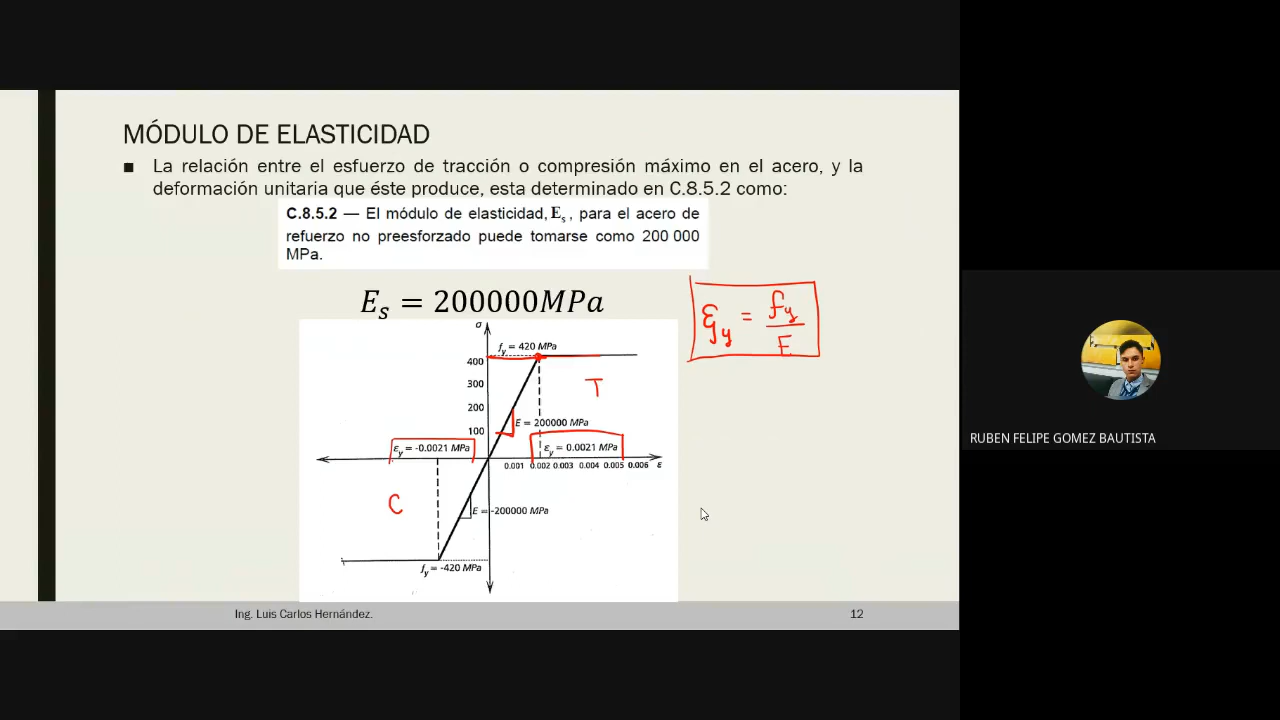 MÓDULO DE ELASTICIDAD
■ La relación entre el esfuerzo de tracción o compresión máximo en el acero, y la
deformación unitaria que éste produce, esta determinado en C.8.5.2 como:
C.8.5.2 — El módulo de elasticidad, Es, para el acero de
refuerzo no preesforzado puede tomarse como 200 000
MPa.
Es = 200000MPa
εy = fy / E
σ
fy = 420 MPa
400
300
T
200
E = 200000 MPa
100
εy = -0.0021 MPa
εy = 0.0021 MPa
0.001 0.002 0.003 0.004 0.005 0.006 ε
C
E = -200000 MPa
fy = -420 MPa
RUBEN FELIPE GOMEZ BAUTISTA
Ing. Luis Carlos Hernández.
12